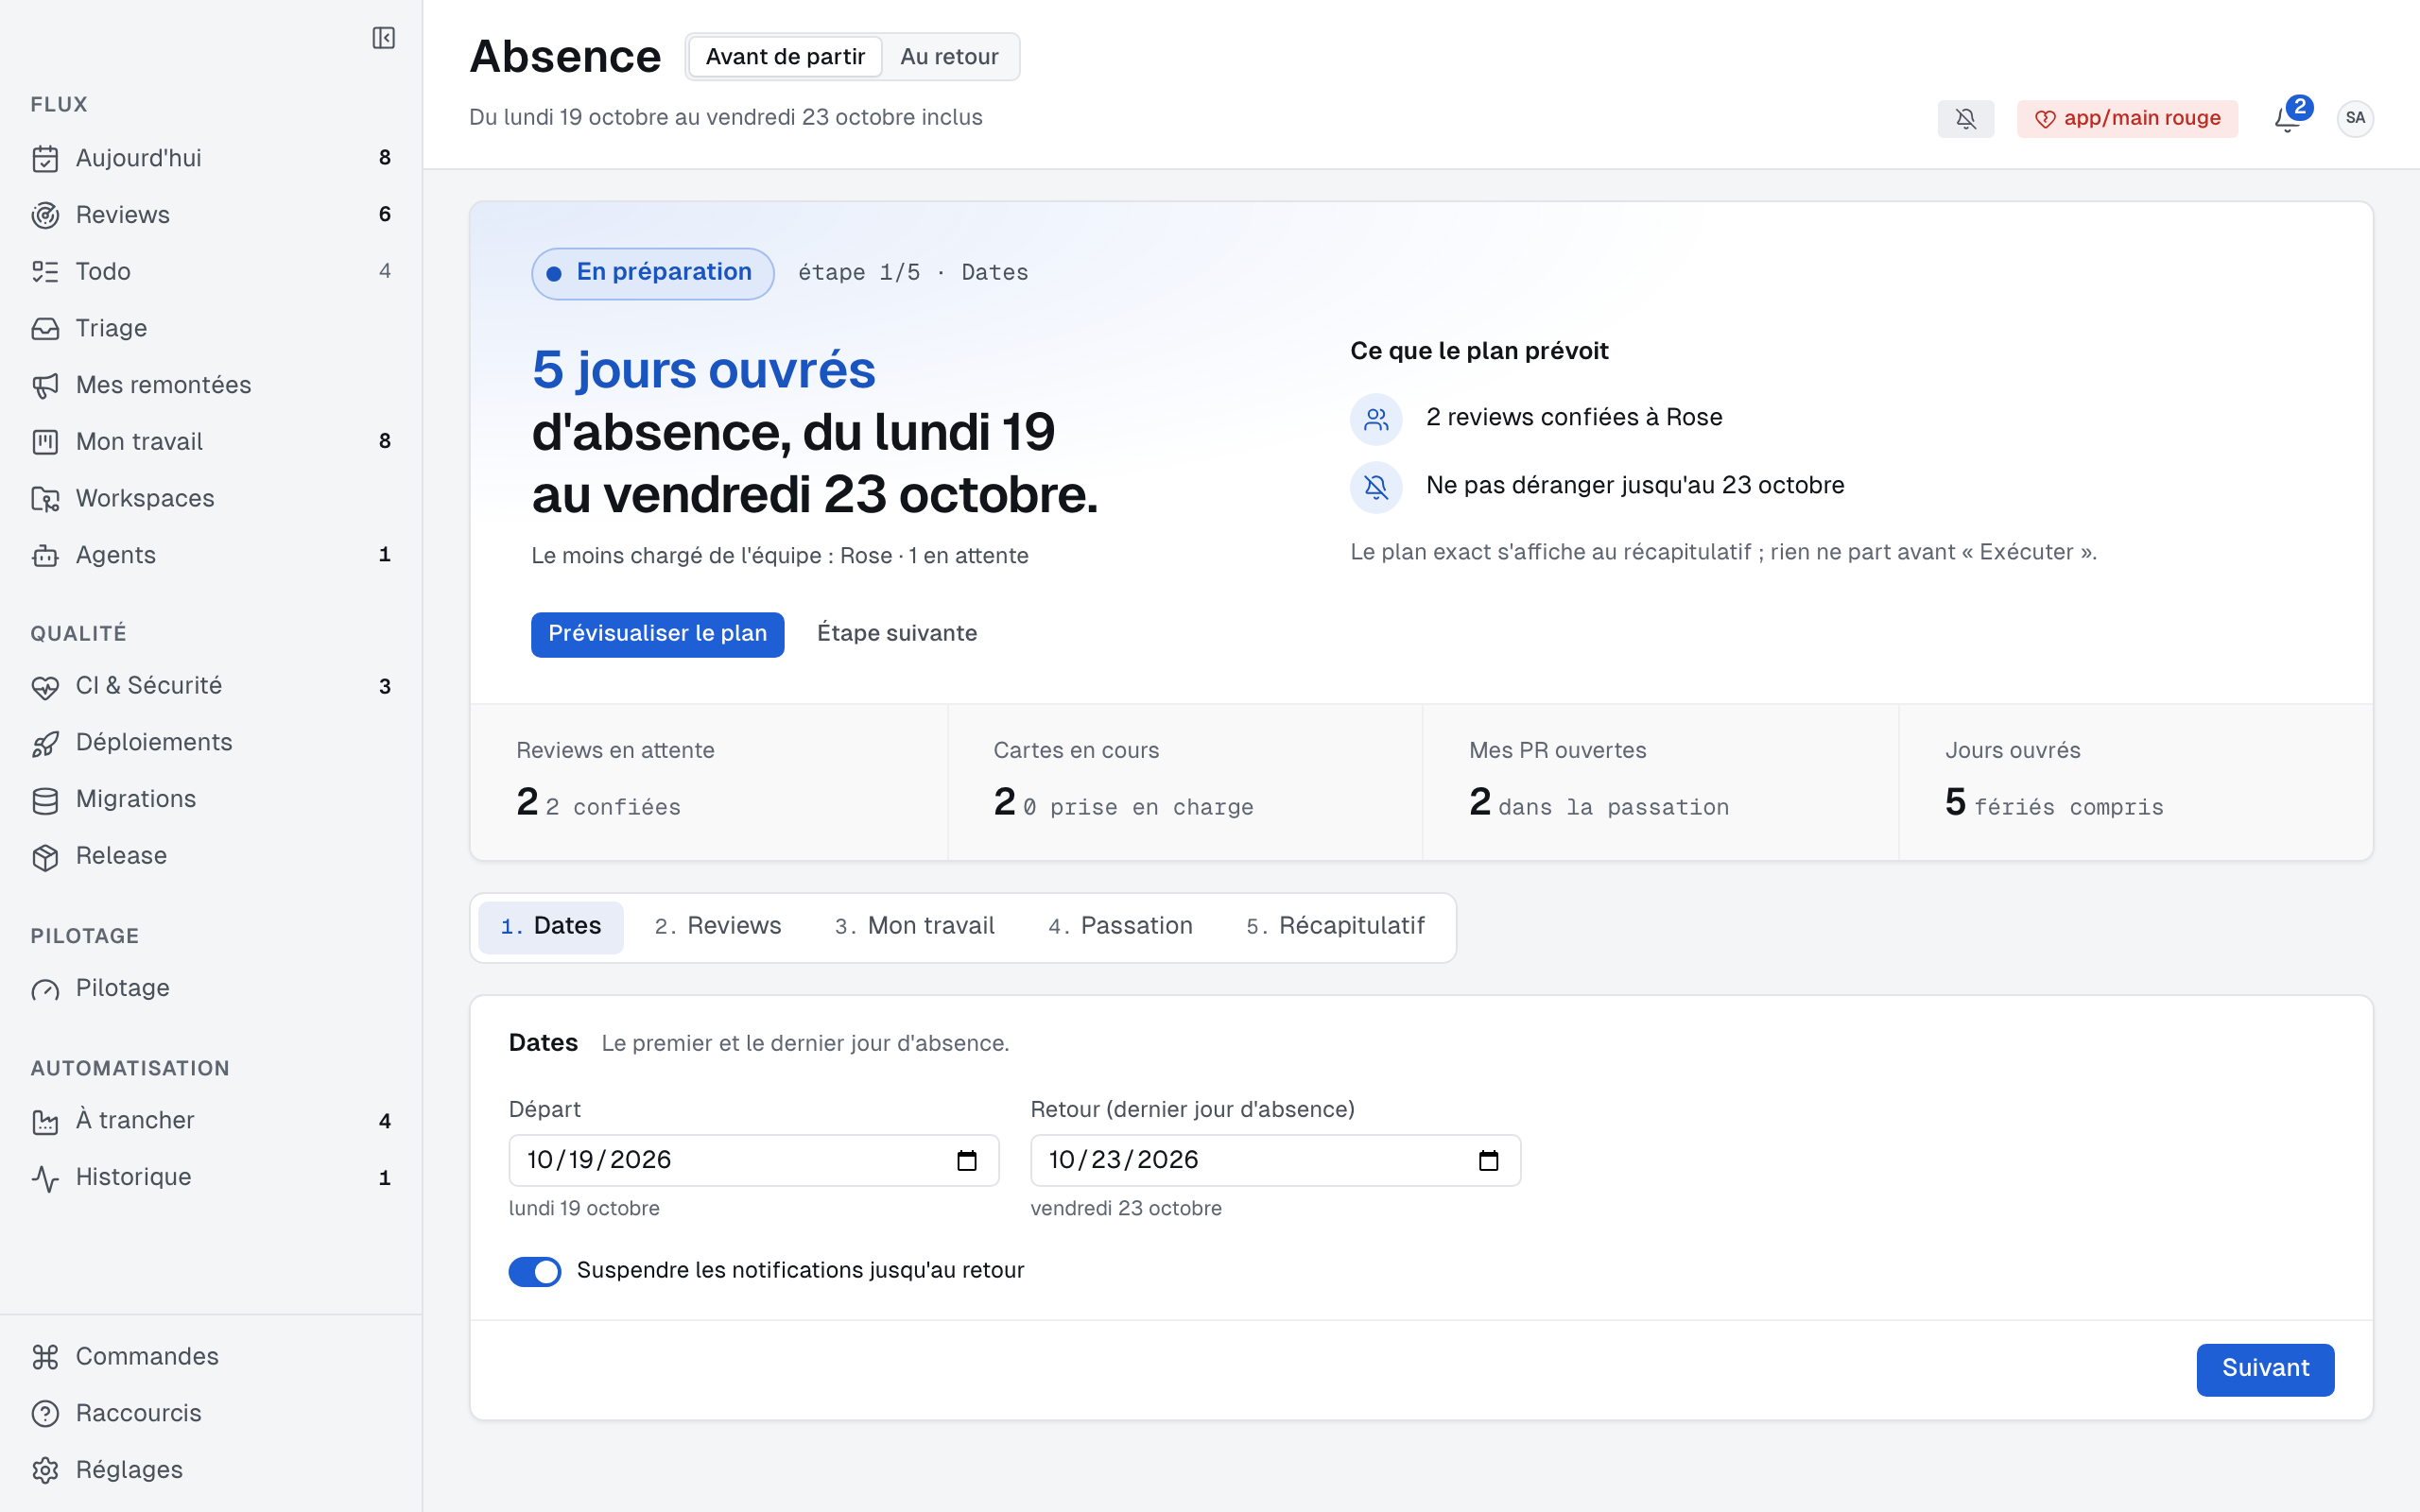 FLUX
Aujourd'hui 8
Reviews 6
Todo 4
Triage
Mes remontées
Mon travail 8
Workspaces
Agents 1
QUALITÉ
CI & Sécurité 3
Déploiements
Migrations
Release
PILOTAGE
Pilotage
AUTOMATISATION
À trancher 4
Historique 1
Commandes
Raccourcis
Réglages
Absence Avant de partir Au retour
Du lundi 19 octobre au vendredi 23 octobre inclus
app/main rouge 2 SA
En préparation étape 1/5 · Dates
5 jours ouvrés
d'absence, du lundi 19
au vendredi 23 octobre.
Le moins chargé de l'équipe : Rose · 1 en attente
Prévisualiser le plan Étape suivante
Ce que le plan prévoit
2 reviews confiées à Rose
Ne pas déranger jusqu'au 23 octobre
Le plan exact s'affiche au récapitulatif ; rien ne part avant « Exécuter ».
Reviews en attente
2 2 confiées
Cartes en cours
2 0 prise en charge
Mes PR ouvertes
2 dans la passation
Jours ouvrés
5 fériés compris
1. Dates 2. Reviews 3. Mon travail 4. Passation 5. Récapitulatif
Dates Le premier et le dernier jour d'absence.
Départ
10/19/2026
lundi 19 octobre
Retour (dernier jour d'absence)
10/23/2026
vendredi 23 octobre
Suspendre les notifications jusqu'au retour
Suivant